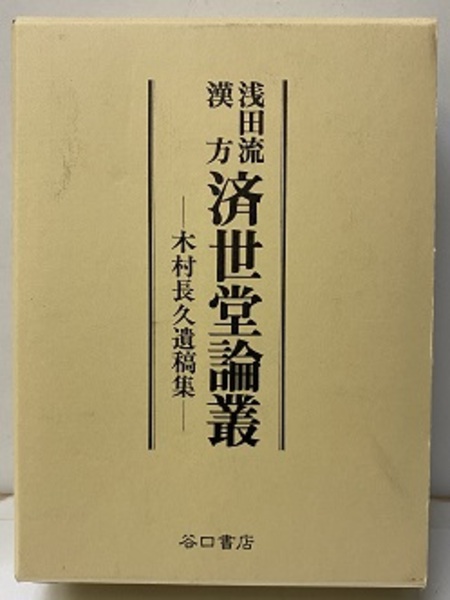 浅田流
漢方
済世堂論叢
―木村長久遺稿集―
谷口書店